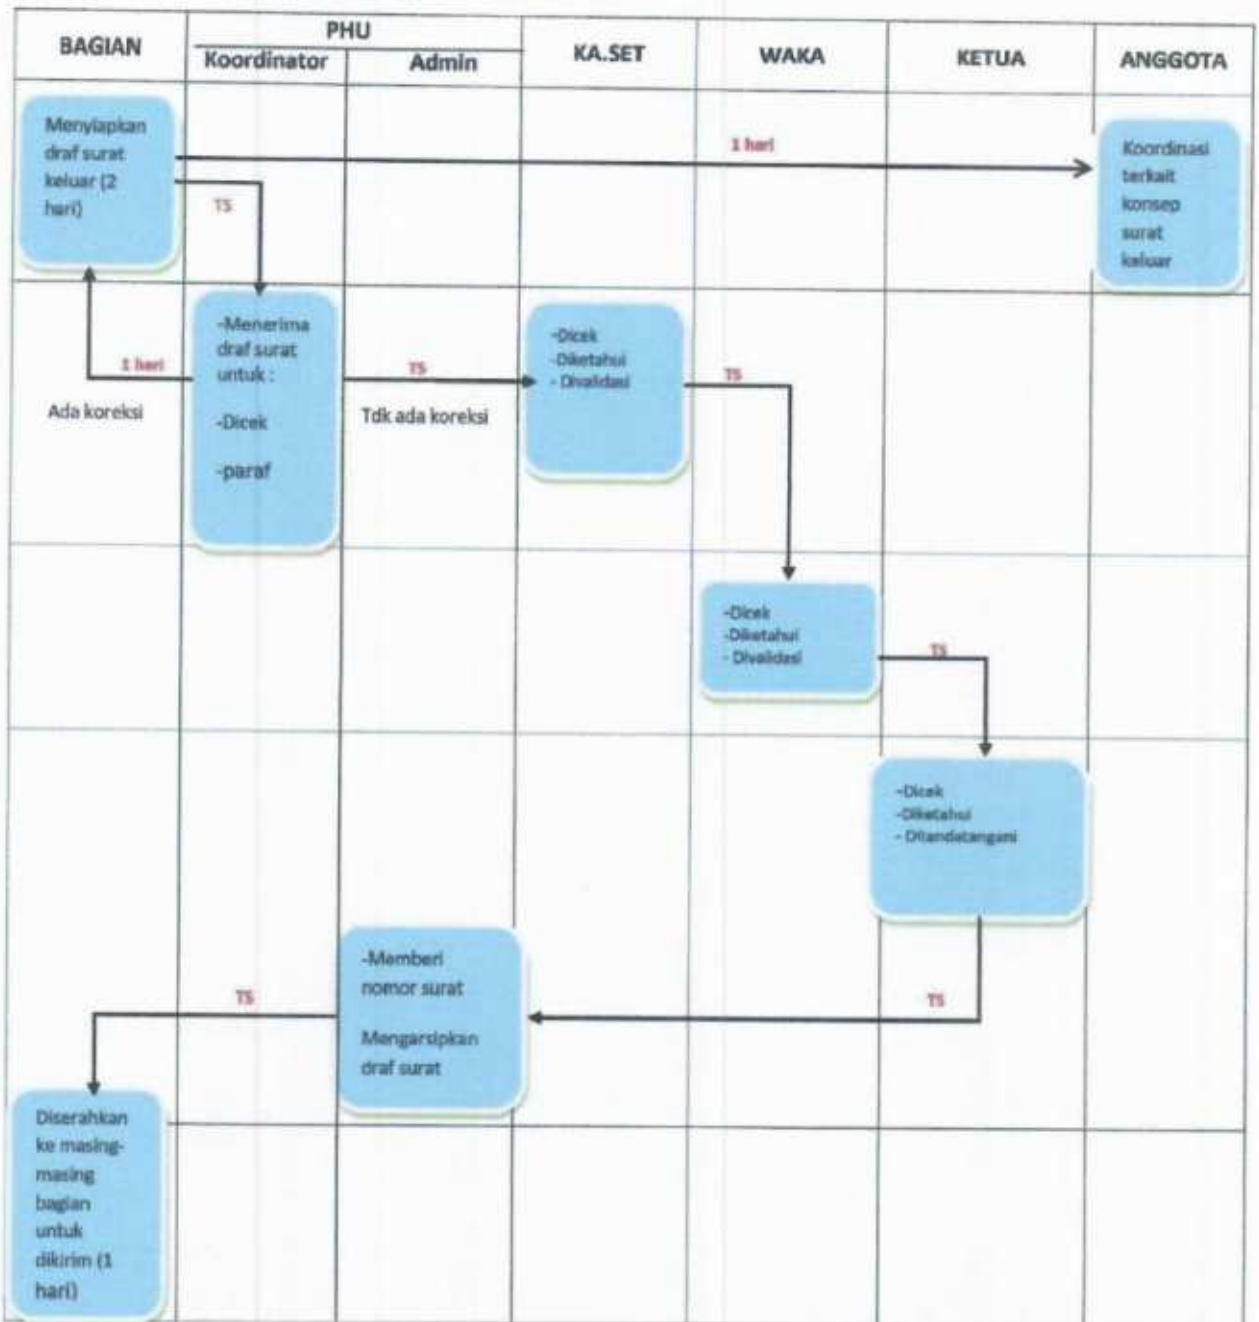 BAGIAN
PHU
Koordinator
Admin
KA.SET
WAKA
KETUA
ANGGOTA
Menyiapkan
draf surat
keluar (2
hari)
1 hari
Koordinasi
terkait
konsep
surat
keluar
TS
-Menerima
draf surat
untuk :
-Dicek
-paraf
1 hari
Ada koreksi
TS
Tdk ada koreksi
-Dicek
-Diketahui
- Divalidasi
TS
-Dicek
-Diketahui
- Divalidasi
TS
-Dicek
-Diketahui
- Ditandatangani
TS
-Memberi
nomor surat
Mengarsipkan
draf surat
TS
Diserahkan
ke masing-
masing
bagian
untuk
dikirim (1
hari)